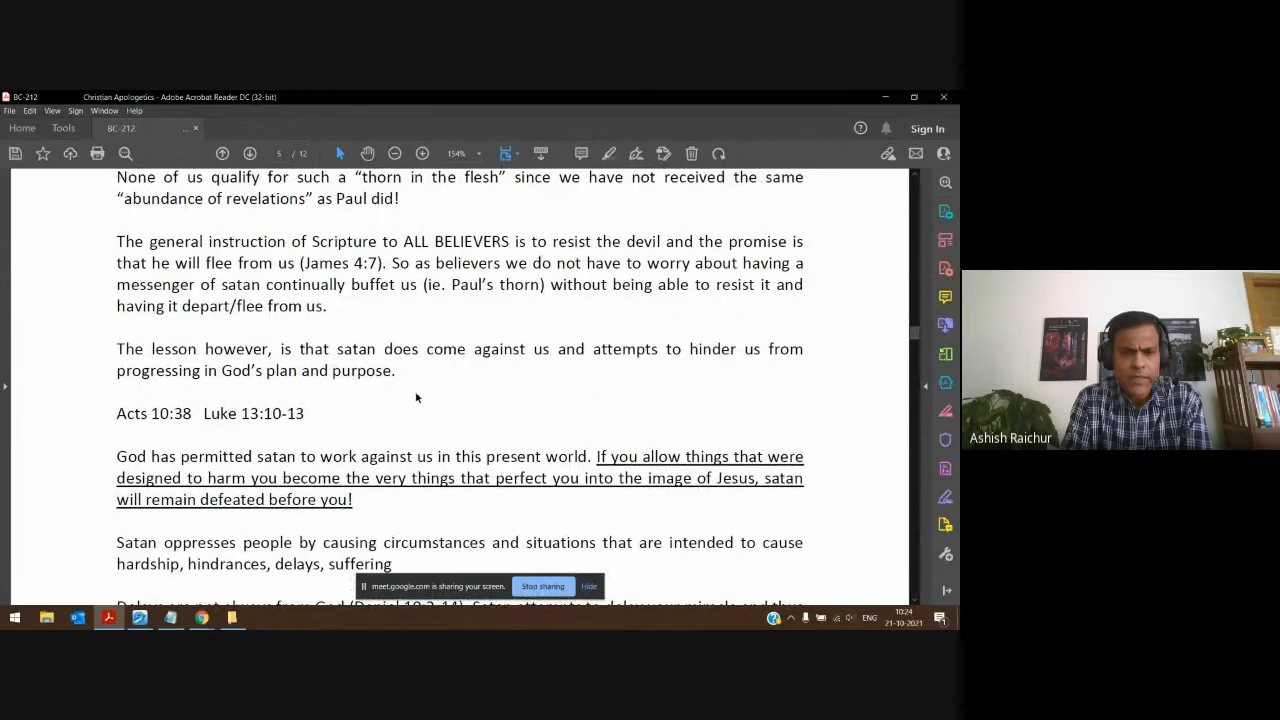 BC-212 Christian Apologetics - Adobe Acrobat Reader DC (32-bit)
File Edit View Sign Window Help
Home Tools BC-212 ... × Sign In
5 / 12 154%
None of us qualify for such a “thorn in the flesh” since we have not received the same
“abundance of revelations” as Paul did!
The general instruction of Scripture to ALL BELIEVERS is to resist the devil and the promise is
that he will flee from us (James 4:7). So as believers we do not have to worry about having a
messenger of satan continually buffet us (ie. Paul’s thorn) without being able to resist it and
having it depart/flee from us.
The lesson however, is that satan does come against us and attempts to hinder us from
progressing in God’s plan and purpose.
Acts 10:38 Luke 13:10-13
God has permitted satan to work against us in this present world. If you allow things that were
designed to harm you become the very things that perfect you into the image of Jesus, satan
will remain defeated before you!
Satan oppresses people by causing circumstances and situations that are intended to cause
hardship, hindrances, delays, suffering
meet.google.com is sharing your screen. Stop sharing Hide
ENG 10:24
21-10-2021
Ashish Raichur